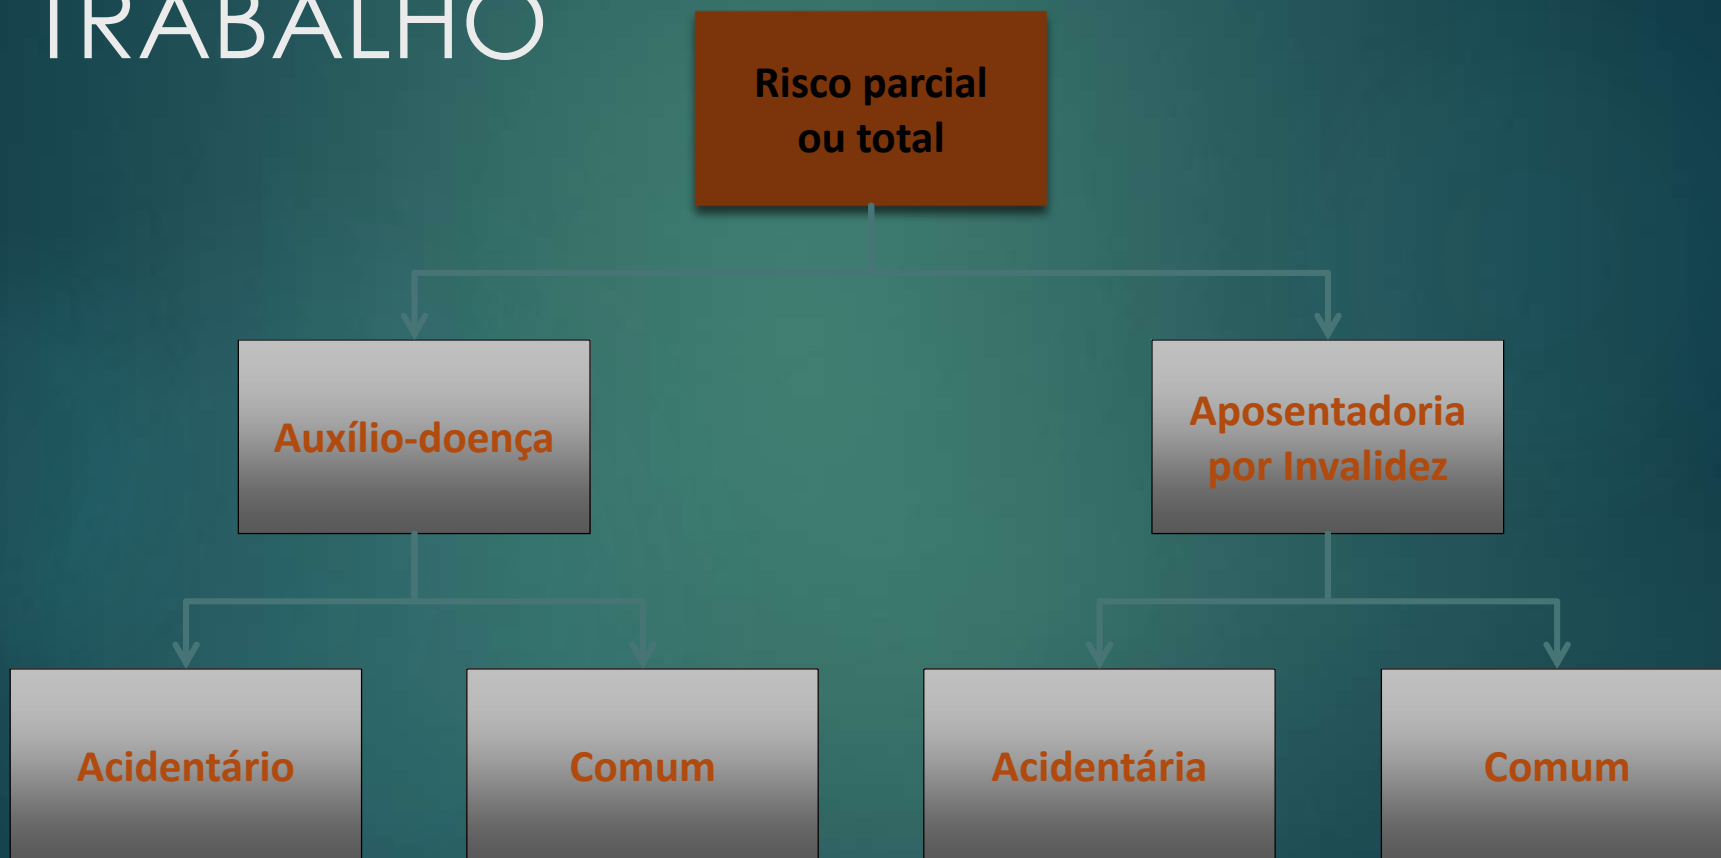 TRABALHO
Risco parcial
ou total
Auxílio-doença
Aposentadoria
por Invalidez
Acidentário
Comum
Acidentária
Comum